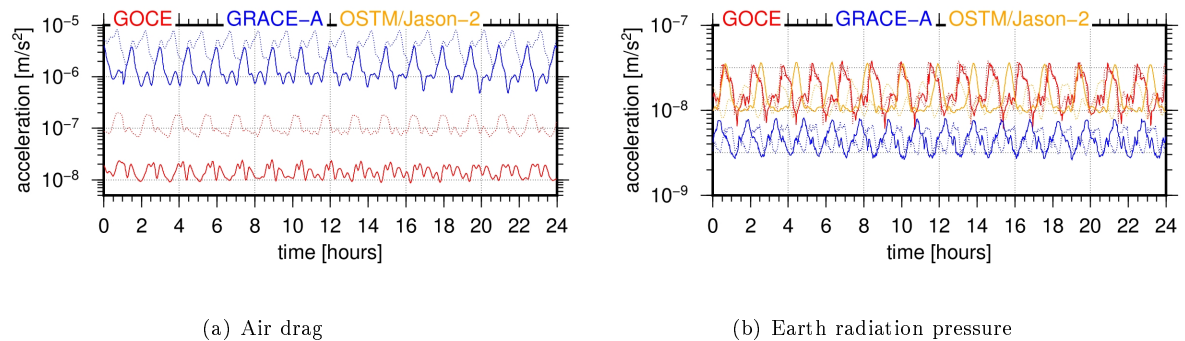 GOCE GRACE−A OSTM/Jason−2
acceleration [m/s²]
10⁻⁵
10⁻⁶
10⁻⁷
10⁻⁸
0 2 4 6 8 10 12 14 16 18 20 22 24
time [hours]
(a) Air drag
GOCE GRACE−A OSTM/Jason−2
acceleration [m/s²]
10⁻⁷
10⁻⁸
10⁻⁹
0 2 4 6 8 10 12 14 16 18 20 22 24
time [hours]
(b) Earth radiation pressure